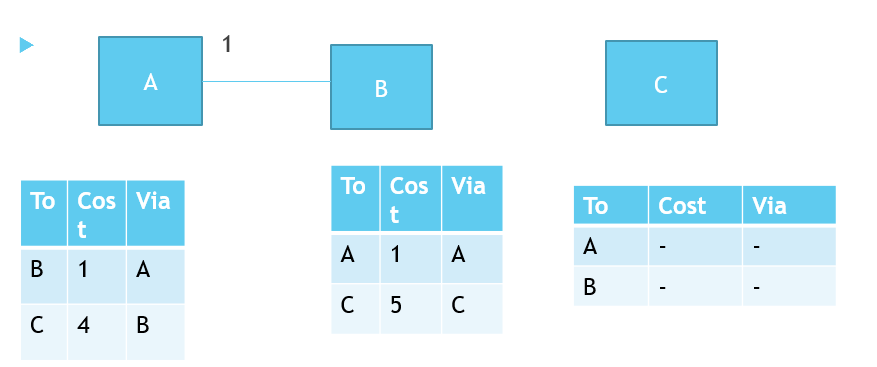 1
A
B
C
To Cos
t Via
B 1 A
C 4 B
To Cos
t Via
A 1 A
C 5 C
To Cost Via
A - -
B - -